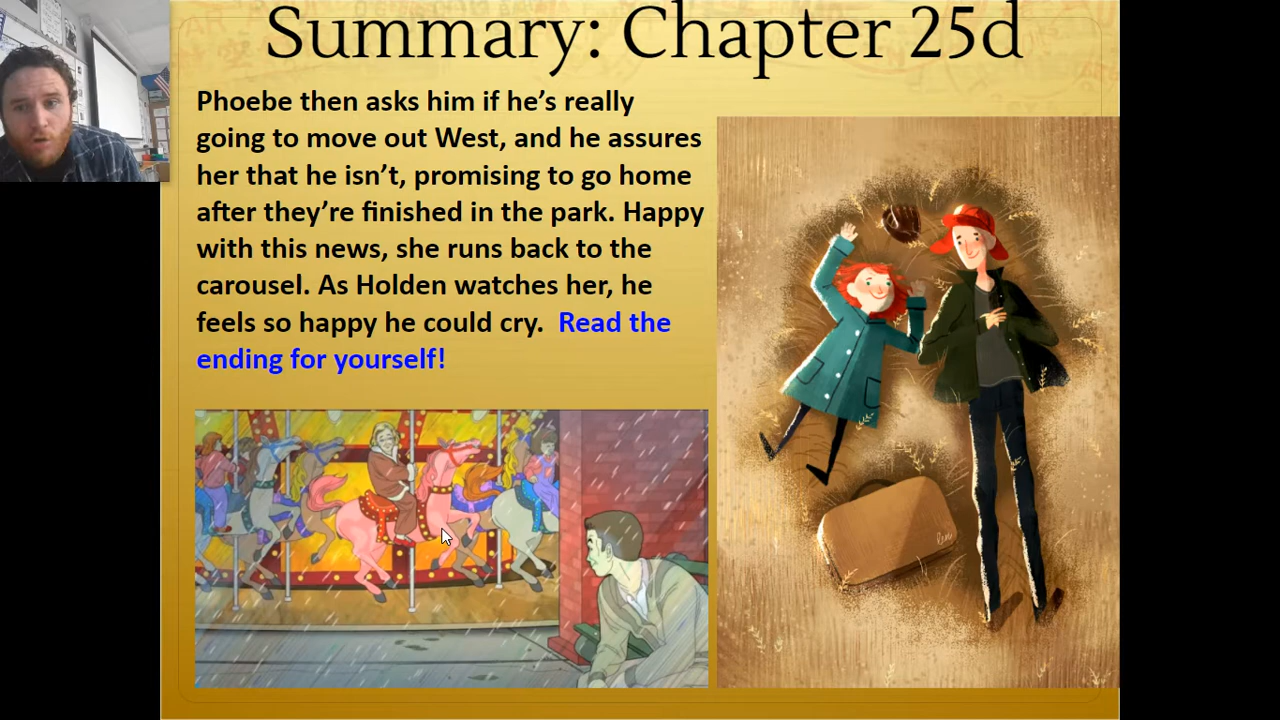 Summary: Chapter 25d
Phoebe then asks him if he’s really
going to move out West, and he assures
her that he isn’t, promising to go home
after they’re finished in the park. Happy
with this news, she runs back to the
carousel. As Holden watches her, he
feels so happy he could cry.  Read the
ending for yourself!